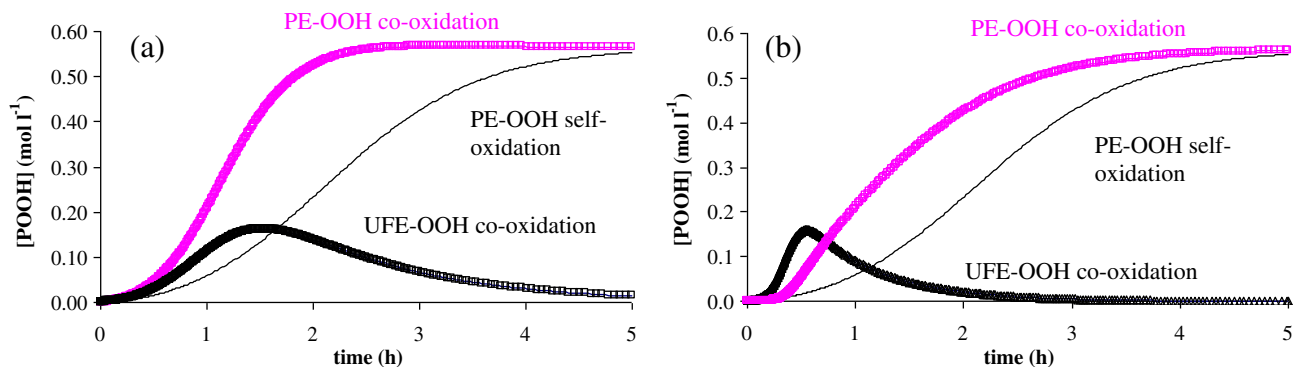 PE-OOH co-oxidation
(a)
0.60
0.50
0.40
0.30
0.20
0.10
0.00
[POOH] (mol l-1)
PE-OOH self-
oxidation
UFE-OOH co-oxidation
0 1 2 3 4 5
time (h)
PE-OOH co-oxidation
(b)
0.6
0.5
0.4
0.3
0.2
0.1
0.0
[POOH] (mol l-1)
PE-OOH self-
oxidation
UFE-OOH co-oxidation
0 1 2 3 4 5
time (h)